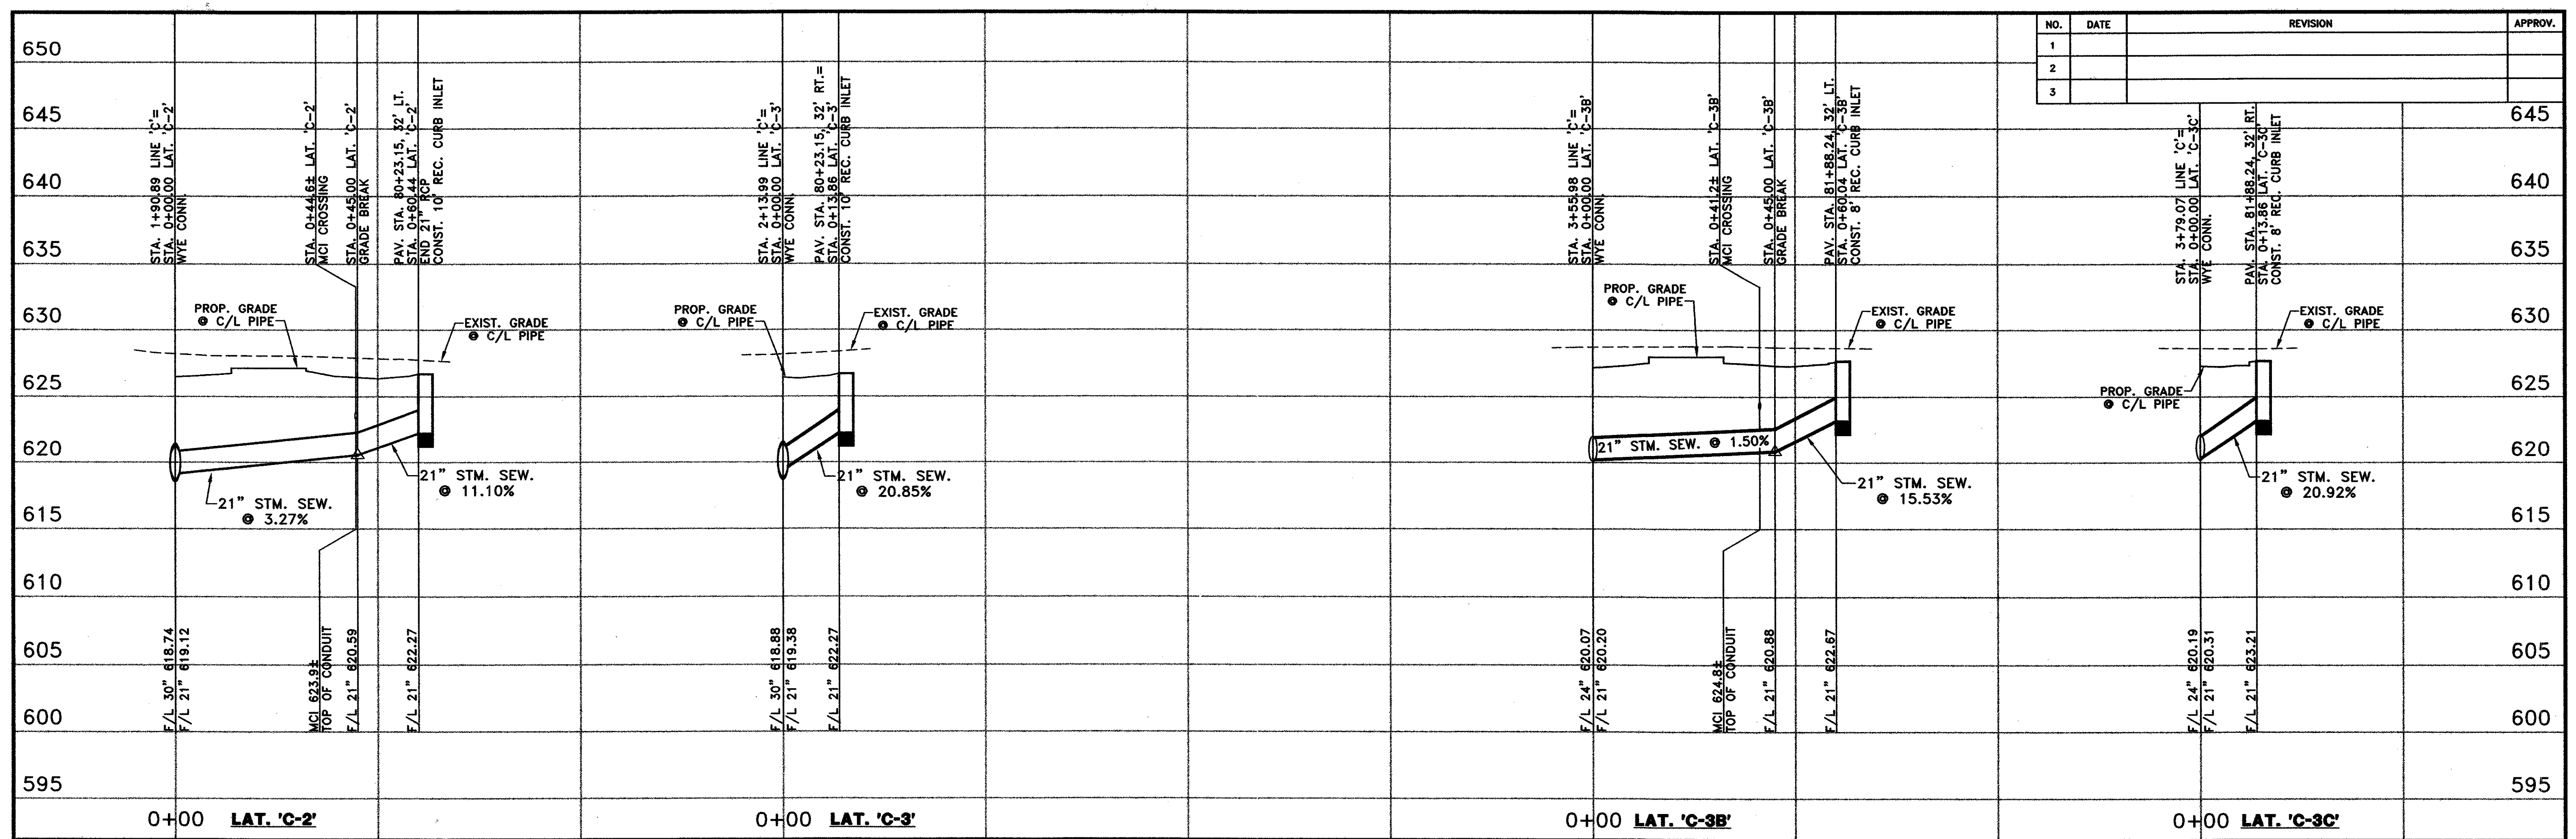 NO. DATE REVISION APPROV.
1
2
3
650
645
640
635
630
625
620
615
610
605
600
595
645
640
635
630
625
620
615
610
605
600
595
STA. 1+90.89 LINE 'C'=
STA. 0+00.00 LAT. 'C-2'
WYE CONN.
STA. 0+44.6± LAT. 'C-2'
MCI CROSSING
STA. 0+45.00 LAT. 'C-2'
GRADE BREAK
PAV. STA. 80+23.15, 32' LT.
STA. 0+60.44 LAT. 'C-2'
END 21" RCP
CONST. 10' REC. CURB INLET
PROP. GRADE
@ C/L PIPE
EXIST. GRADE
@ C/L PIPE
21" STM. SEW.
@ 3.27%
21" STM. SEW.
@ 11.10%
F/L 30" 618.74
F/L 21" 619.12
MCI 623.9±
TOP OF CONDUIT
F/L 21" 620.59
F/L 21" 622.27
0+00 LAT. 'C-2'
STA. 2+13.99 LINE 'C'=
STA. 0+00.00 LAT. 'C-3'
WYE CONN.
PAV. STA. 80+23.15, 32' RT.=
STA. 0+13.86 LAT. 'C-3'
CONST. 10' REC. CURB INLET
PROP. GRADE
@ C/L PIPE
EXIST. GRADE
@ C/L PIPE
21" STM. SEW.
@ 20.85%
F/L 30" 618.88
F/L 21" 619.38
F/L 21" 622.27
0+00 LAT. 'C-3'
STA. 3+55.98 LINE 'C'=
STA. 0+00.00 LAT. 'C-3B'
WYE CONN.
STA. 0+41.2± LAT. 'C-3B'
MCI CROSSING
STA. 0+45.00 LAT. 'C-3B'
GRADE BREAK
PAV. STA. 81+88.24, 32' LT.
STA. 0+60.04 LAT. 'C-3B'
CONST. 8' REC. CURB INLET
PROP. GRADE
@ C/L PIPE
EXIST. GRADE
@ C/L PIPE
21" STM. SEW. @ 1.50%
21" STM. SEW.
@ 15.53%
F/L 24" 620.07
F/L 21" 620.20
MCI 624.8±
TOP OF CONDUIT
F/L 21" 620.88
F/L 21" 622.67
0+00 LAT. 'C-3B'
STA. 3+79.07 LINE 'C'=
STA. 0+00.00 LAT. 'C-3C'
WYE CONN.
PAV. STA. 81+88.24, 32' RT.
STA. 0+13.86 LAT. 'C-3C'
CONST. 8' REC. CURB INLET
EXIST. GRADE
@ C/L PIPE
PROP. GRADE
@ C/L PIPE
21" STM. SEW.
@ 20.92%
F/L 24" 620.19
F/L 21" 620.31
F/L 21" 623.21
0+00 LAT. 'C-3C'